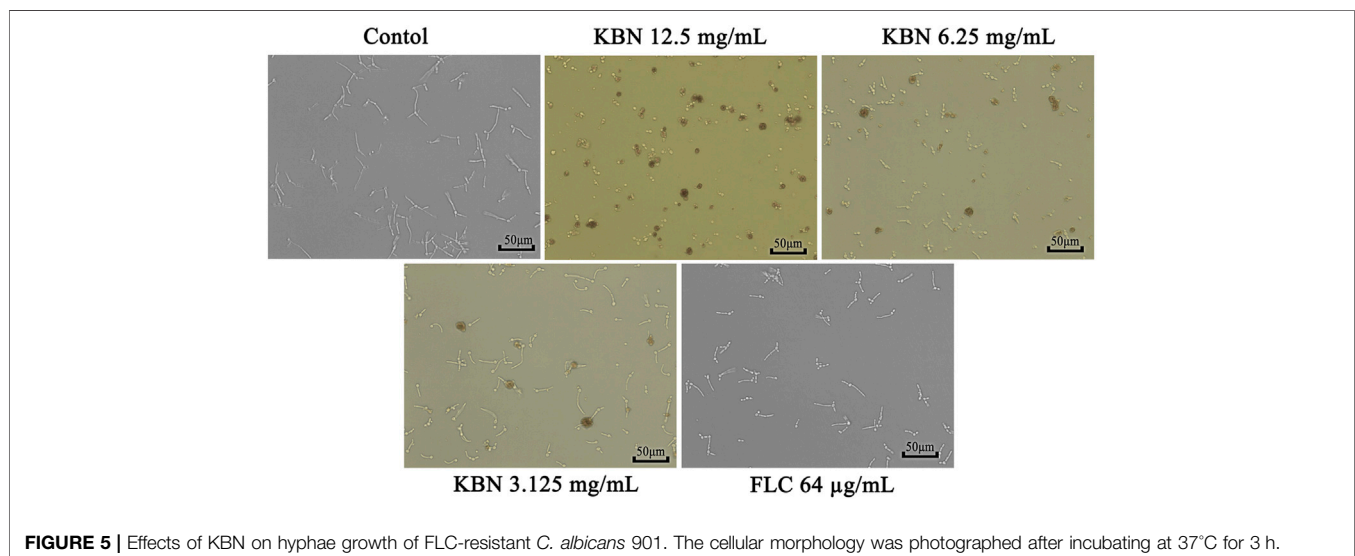 Contol
KBN 12.5 mg/mL
KBN 6.25 mg/mL
50μm
50μm
50μm
50μm
50μm
KBN 3.125 mg/mL
FLC 64 μg/mL
FIGURE 5 | Effects of KBN on hyphae growth of FLC-resistant C. albicans 901. The cellular morphology was photographed after incubating at 37°C for 3 h.